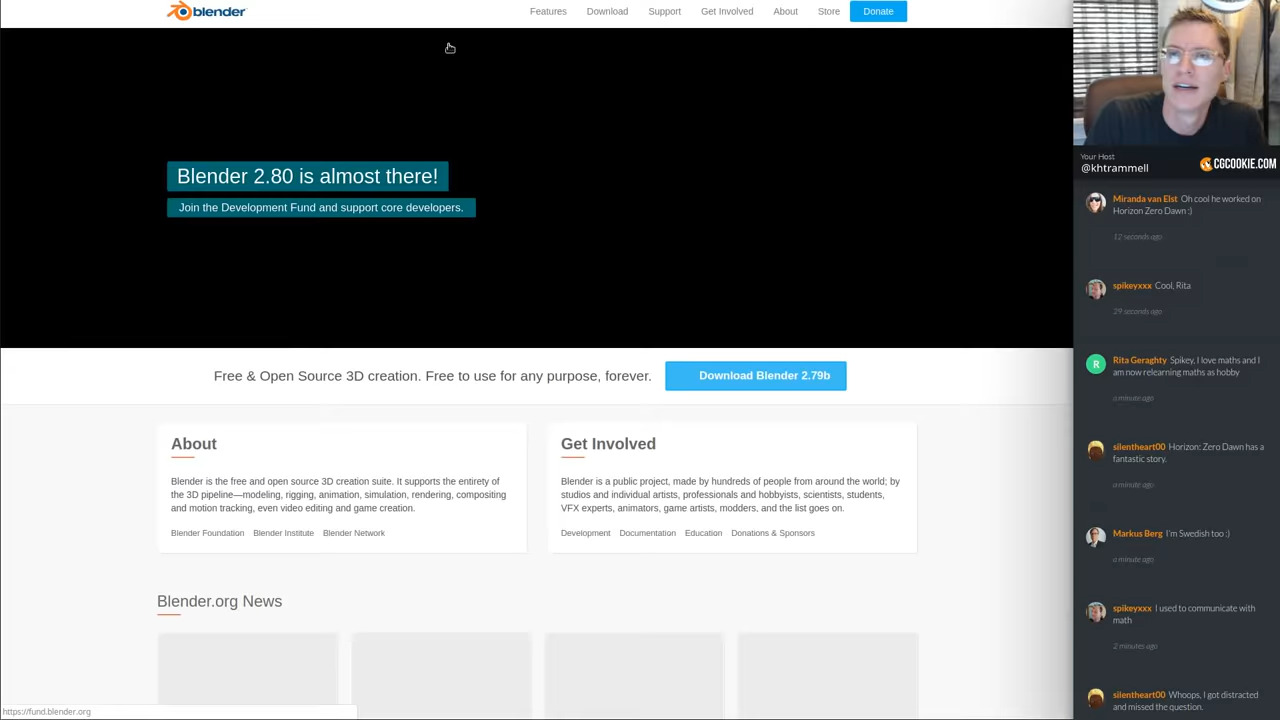 blender
Features Download Support Get Involved About Store Donate
Blender 2.80 is almost there!
Join the Development Fund and support core developers.
Free & Open Source 3D creation. Free to use for any purpose, forever.
Download Blender 2.79b
About
Blender is the free and open source 3D creation suite. It supports the entirety of
the 3D pipeline—modeling, rigging, animation, simulation, rendering, compositing
and motion tracking, even video editing and game creation.
Blender Foundation Blender Institute Blender Network
Get Involved
Blender is a public project, made by hundreds of people from around the world; by
studios and individual artists, professionals and hobbyists, scientists, students,
VFX experts, animators, game artists, modders, and the list goes on.
Development Documentation Education Donations & Sponsors
Blender.org News
https://fund.blender.org
Your Host
@khtrammell
CGCOOKIE.COM
Miranda van Elst Oh cool he worked on
Horizon Zero Dawn :)
12 seconds ago
spikeyxxx Cool, Rita
29 seconds ago
R
Rita Geraghty Spikey, I love maths and I
am now relearning maths as hobby
a minute ago
silentheart00 Horizon: Zero Dawn has a
fantastic story.
a minute ago
Markus Berg I'm Swedish too :)
a minute ago
spikeyxxx I used to communicate with
math
2 minutes ago
silentheart00 Whoops, I got distracted
and missed the question.